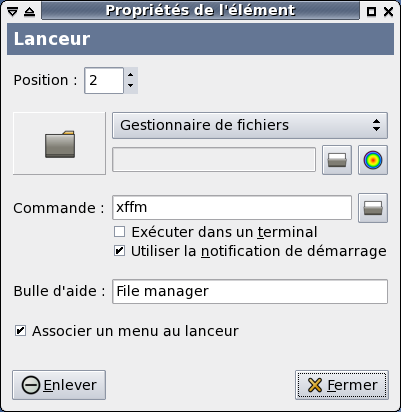 Propriétés de l'élément
Lanceur
Position : 2
Gestionnaire de fichiers
Commande : xffm
Exécuter dans un terminal
Utiliser la notification de démarrage
Bulle d'aide : File manager
Associer un menu au lanceur
Enlever
Fermer